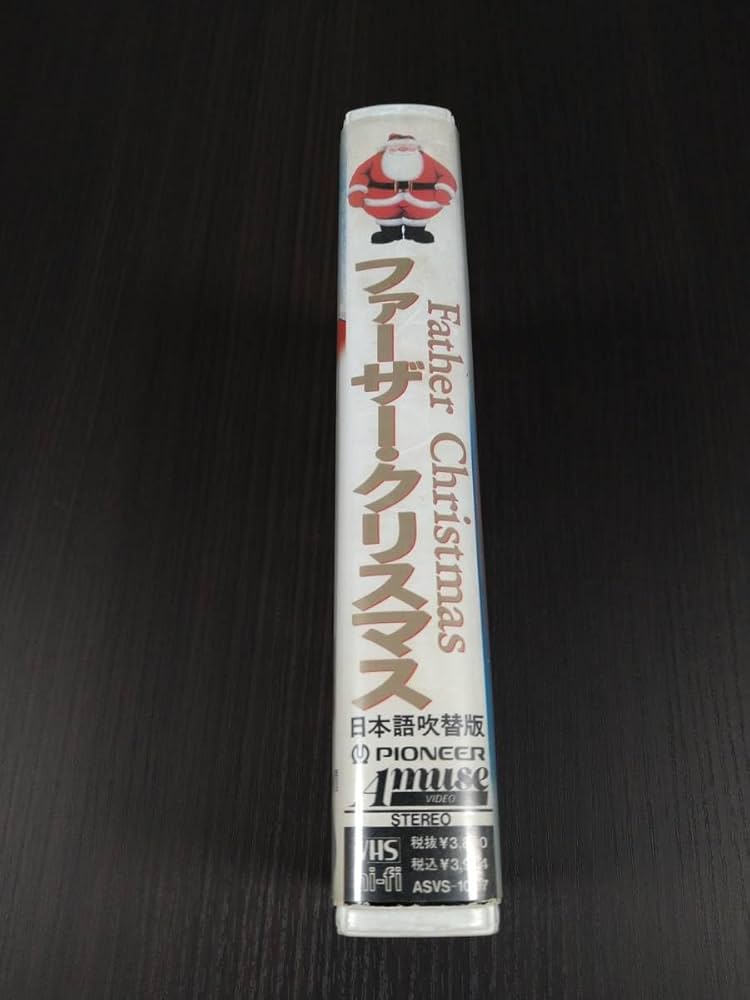 ファーザー・クリスマス
Father Christmas
日本語吹替版
PIONEER
Amuse
VIDEO
STEREO
VHS
hi-fi